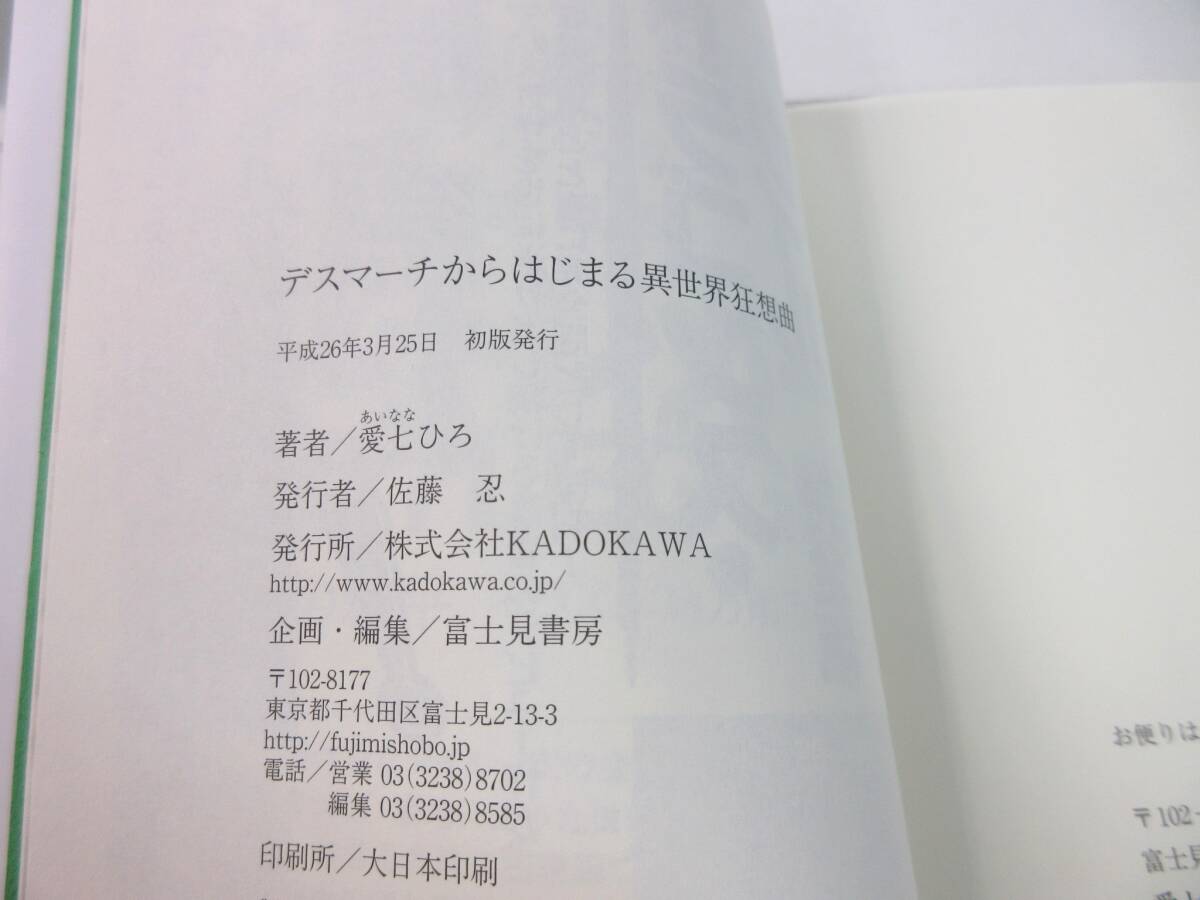 デスマーチからはじまる異世界狂想曲
平成26年3月25日　初版発行
あいなな
著者／愛七ひろ
発行者／佐藤　忍
発行所／株式会社KADOKAWA
http://www.kadokawa.co.jp/
企画・編集／富士見書房
〒102-8177
東京都千代田区富士見2-13-3
http://fujimishobo.jp
電話／営業 03(3238)8702
編集 03(3238)8585
印刷所／大日本印刷
お便りは
〒102-
富士見